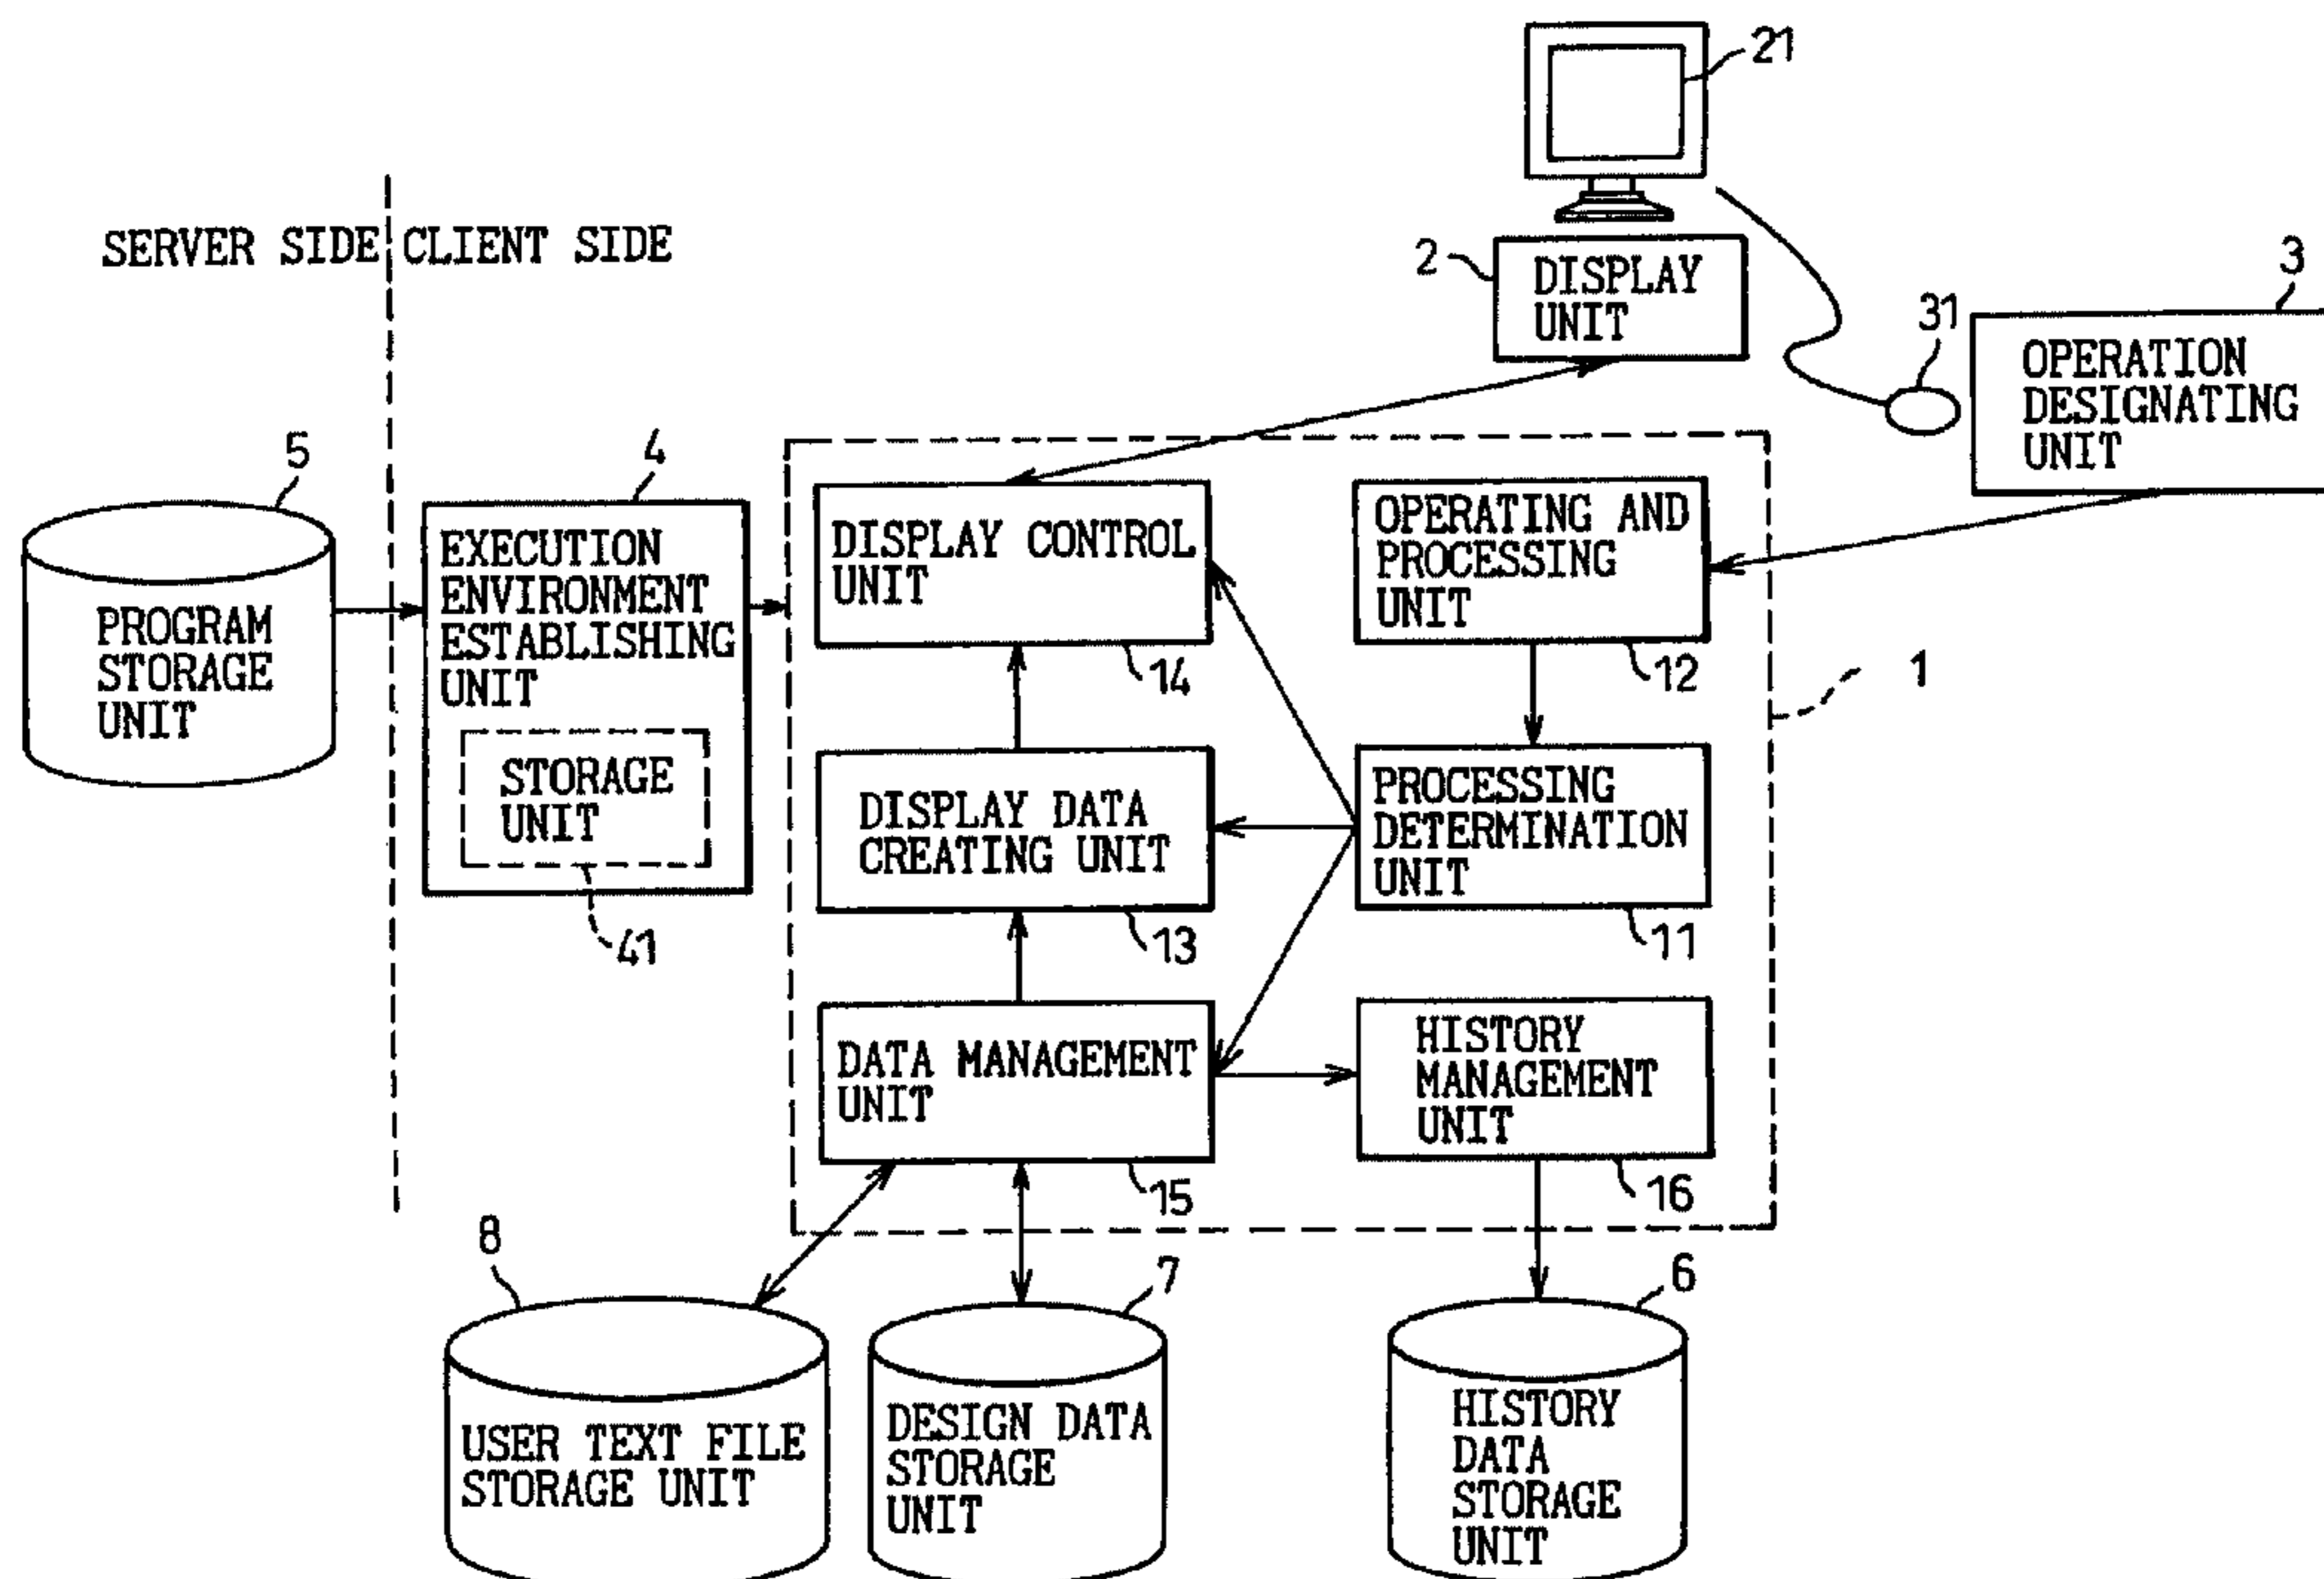 21
SERVER SIDE
CLIENT SIDE
2
DISPLAY
UNIT
3
31
OPERATION
DESIGNATING
UNIT
5
PROGRAM
STORAGE
UNIT
4
EXECUTION
ENVIRONMENT
ESTABLISHING
UNIT
STORAGE
UNIT
41
DISPLAY CONTROL
UNIT
14
OPERATING AND
PROCESSING
UNIT
12
1
DISPLAY DATA
CREATING UNIT
13
PROCESSING
DETERMINATION
UNIT
11
DATA MANAGEMENT
UNIT
15
HISTORY
MANAGEMENT
UNIT
16
8
USER TEXT FILE
STORAGE UNIT
7
DESIGN DATA
STORAGE
UNIT
6
HISTORY
DATA
STORAGE
UNIT